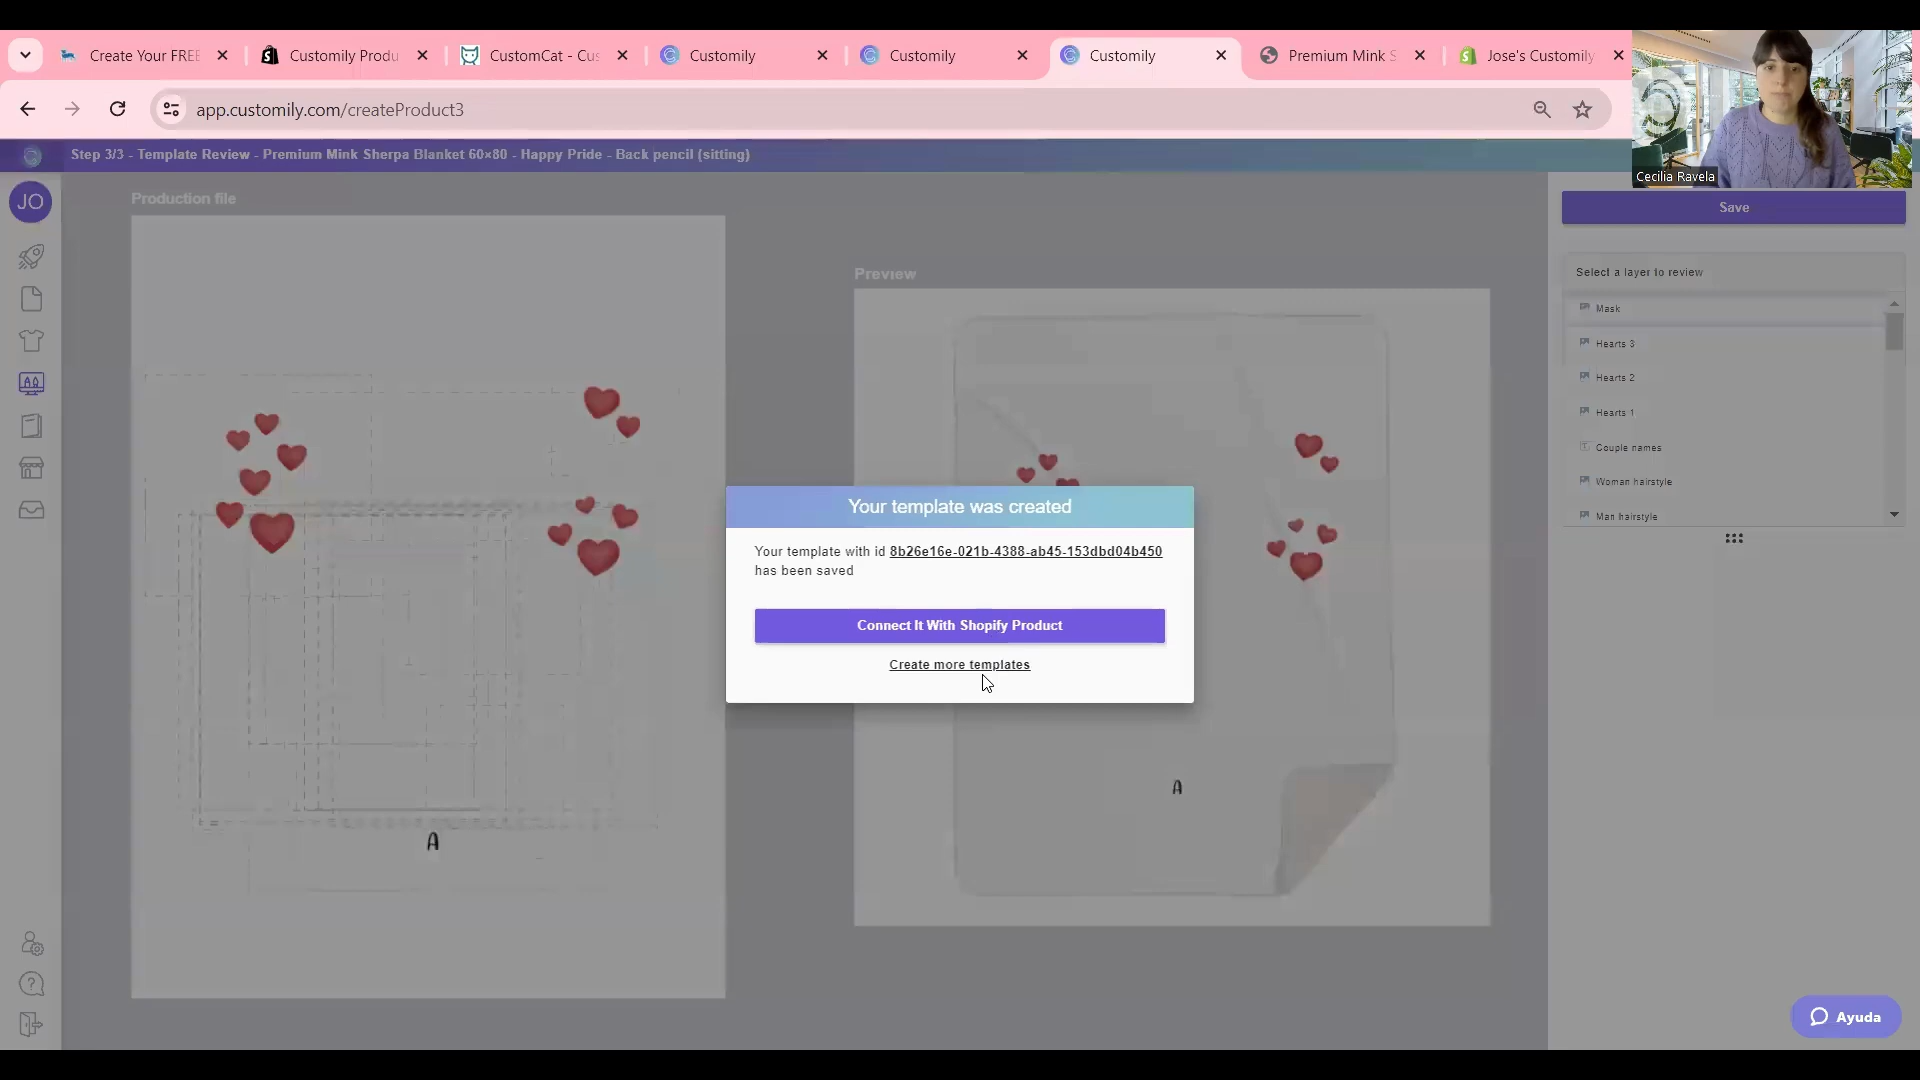 Create Your FREE
Customily Produ
CustomCat - Cus
Customily
Customily
Customily
Premium Mink S
Jose's Customily
app.customily.com/createProduct3
Step 3/3 - Template Review - Premium Mink Sherpa Blanket 60×80 - Happy Pride - Back pencil (sitting)
Cecilia Ravela
JO
Production file
Save
Preview
Select a layer to review
Mask
Hearts 3
Hearts 2
Hearts 1
Couple names
Woman hairstyle
Man hairstyle
Your template was created
Your template with id 8b26e16e-021b-4388-ab45-153dbd04b450
has been saved
Connect It With Shopify Product
Create more templates
A
A
Ayuda